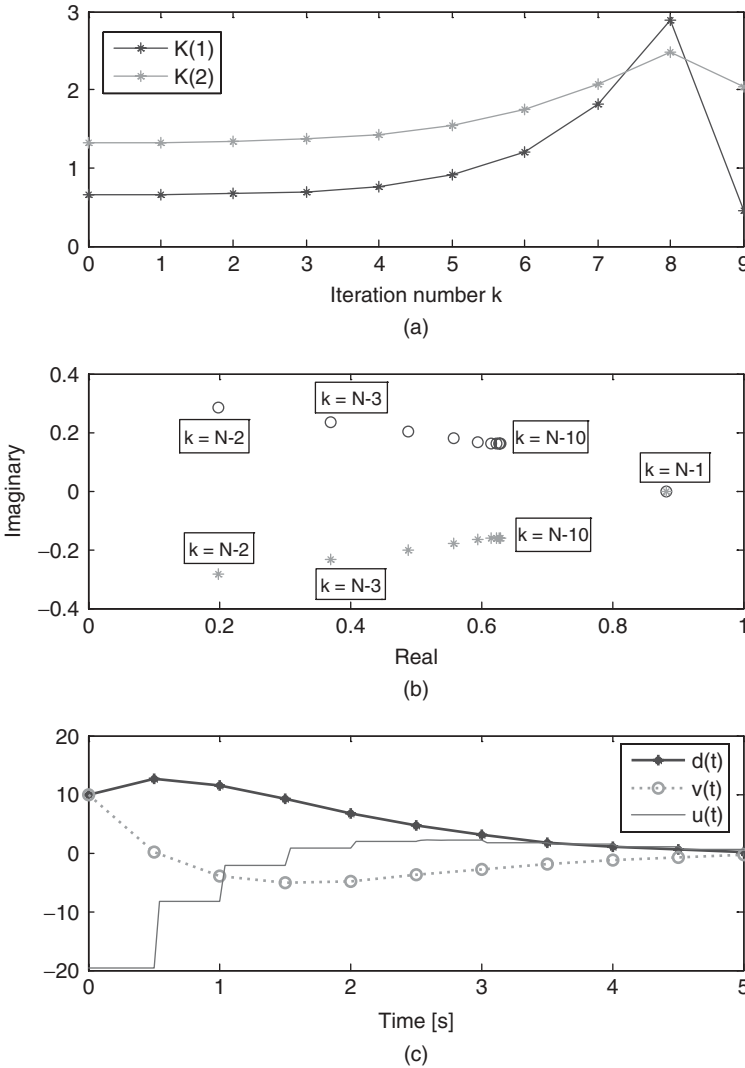 3
2
1
0
K(1)
K(2)
0 1 2 3 4 5 6 7 8 9
Iteration number k
(a)
0.4
0.2
0
−0.2
−0.4
Imaginary
k = N-3
k = N-2
k = N-10
k = N-1
k = N-2
k = N-10
k = N-3
0 0.2 0.4 0.6 0.8 1
Real
(b)
20
10
0
−10
−20
d(t)
v(t)
u(t)
0 1 2 3 4 5
Time [s]
(c)